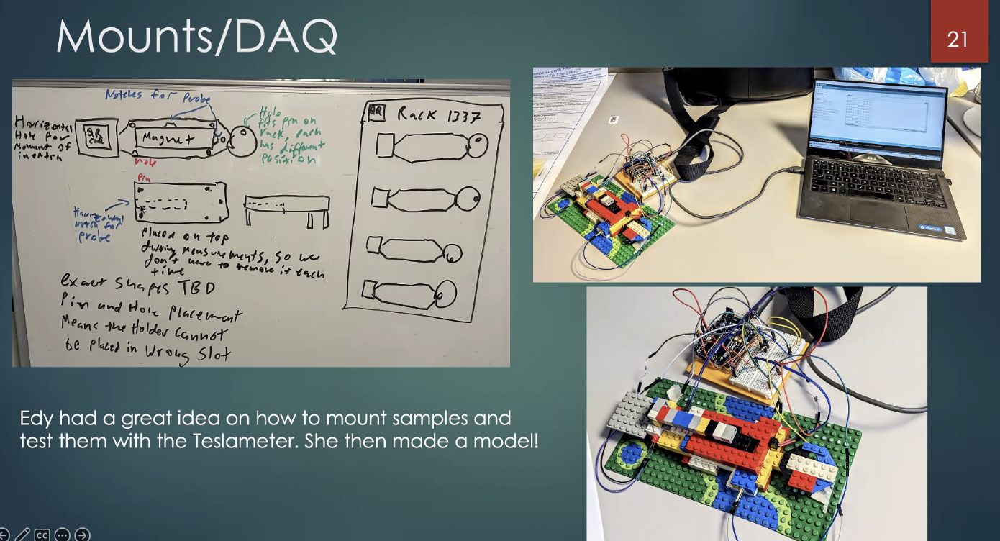 Mounts/DAQ
21
Notches for Probe
Horizontal
Hole for
Moment of
inertia
QR
code
Magnet
Hole
fits pin on
rack, each
has different
position
hole
Pin
Horizontal
notch for
probe
placed on top
during measurements, so we
don't have to remove it each
time
exact shapes TBD
Pin and Hole placement
Means the Holder cannot
be placed in wrong slot
QR
Rack 1337
DELL
Edy had a great idea on how to mount samples and
test them with the Teslameter. She then made a model!
CC